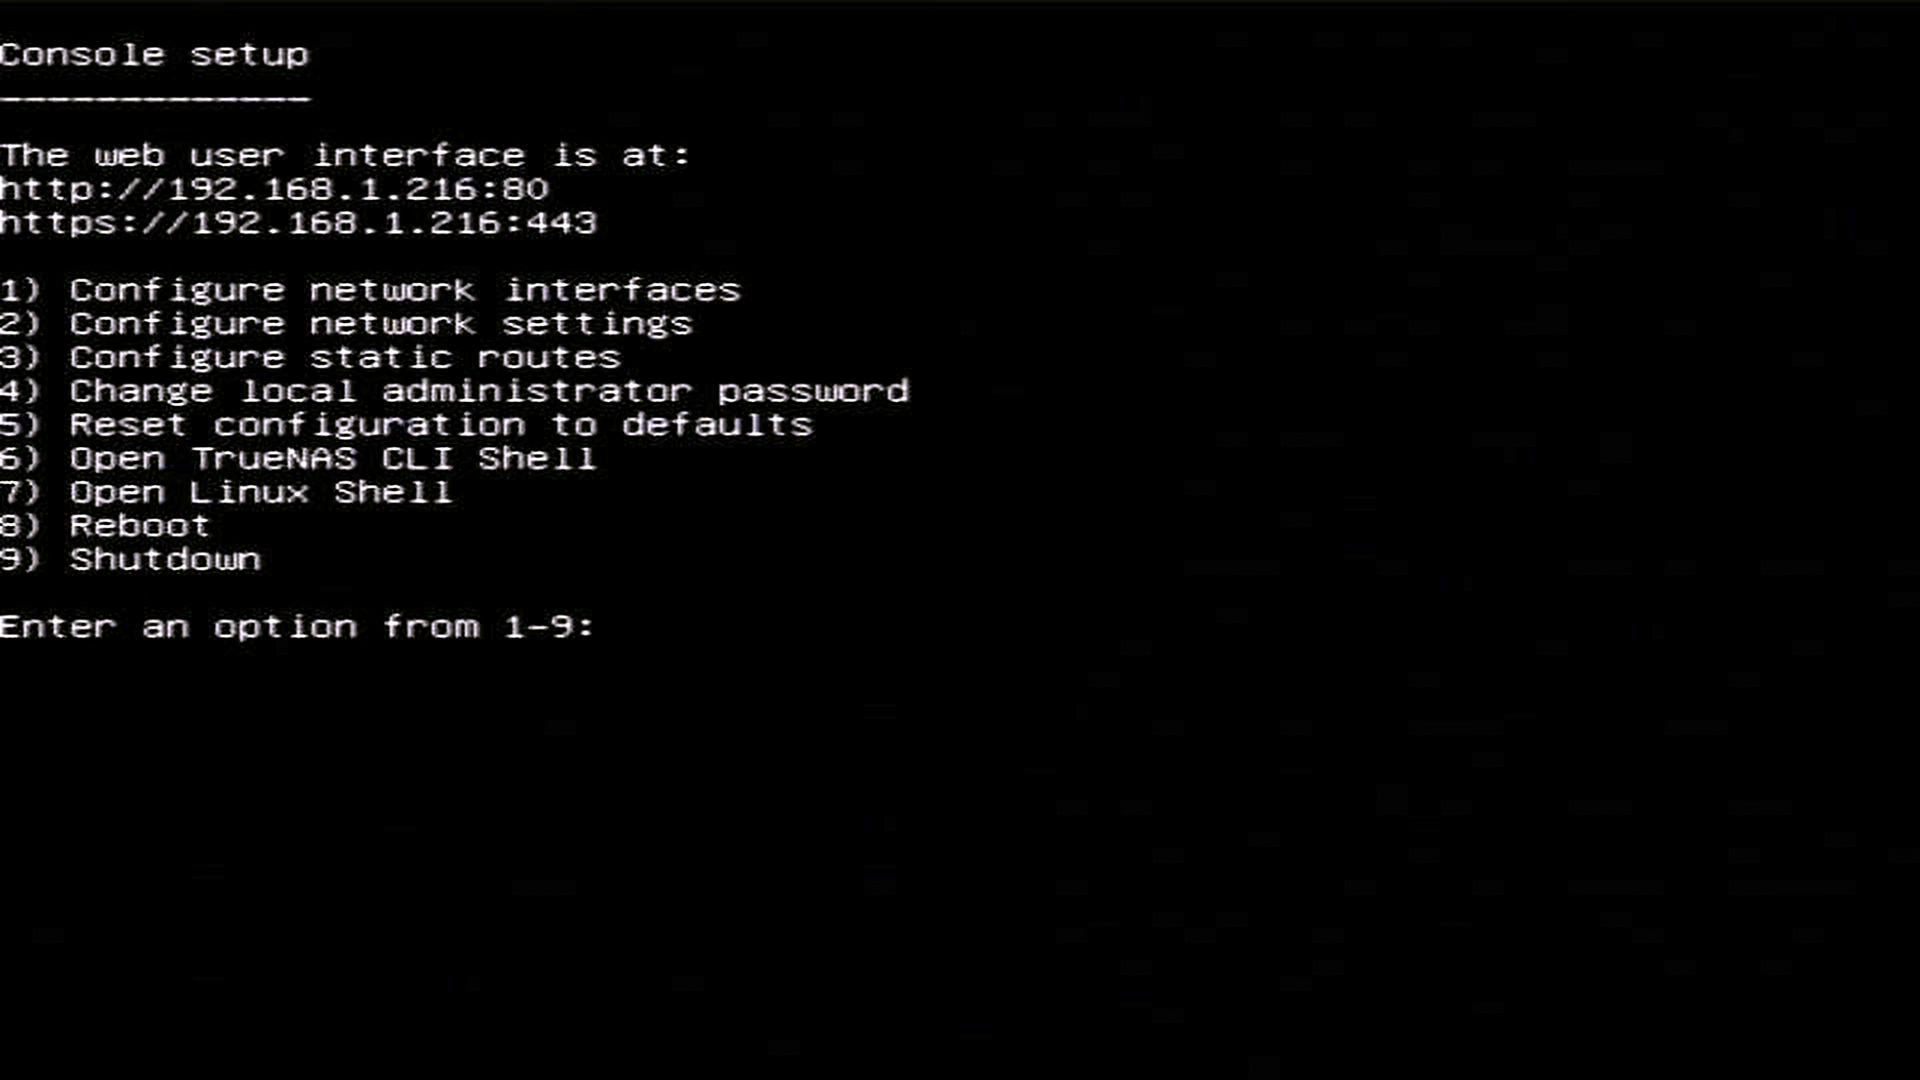 Console setup
-------------
The web user interface is at:
http://192.168.1.216:80
https://192.168.1.216:443
1) Configure network interfaces
2) Configure network settings
3) Configure static routes
4) Change local administrator password
5) Reset configuration to defaults
6) Open TrueNAS CLI Shell
7) Open Linux Shell
8) Reboot
9) Shutdown
Enter an option from 1-9: